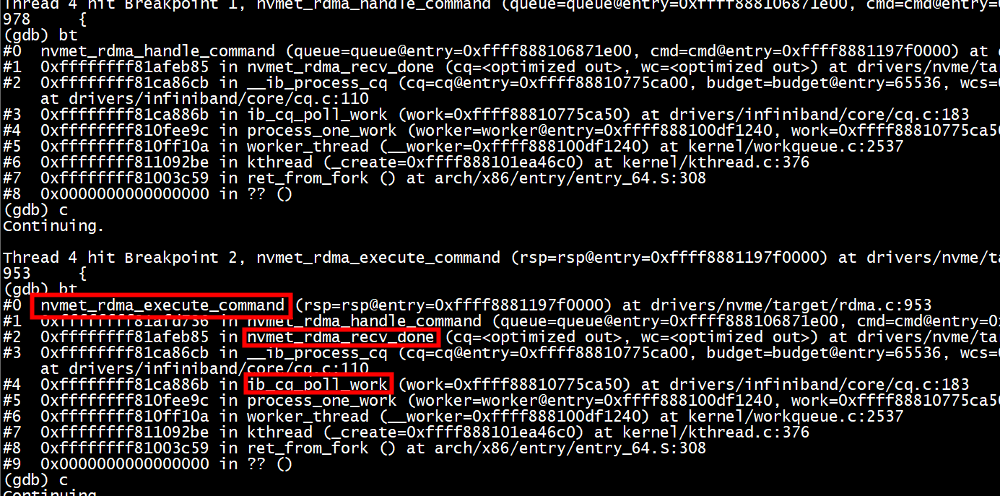 Thread 4 hit Breakpoint 1, nvmet_rdma_handle_command (queue=queue@entry=0xffff888106871e00, cmd=cmd@entry=0
978     {
(gdb) bt
#0  nvmet_rdma_handle_command (queue=queue@entry=0xffff888106871e00, cmd=cmd@entry=0xffff8881197f0000) at d
#1  0xffffffff81afeb85 in nvmet_rdma_recv_done (cq=<optimized out>, wc=<optimized out>) at drivers/nvme/tar
#2  0xffffffff81ca86cb in __ib_process_cq (cq=cq@entry=0xffff88810775ca00, budget=budget@entry=65536, wcs=0
    at drivers/infiniband/core/cq.c:110
#3  0xffffffff81ca886b in ib_cq_poll_work (work=0xffff88810775ca50) at drivers/infiniband/core/cq.c:183
#4  0xffffffff810fee9c in process_one_work (worker=worker@entry=0xffff888100df1240, work=0xffff88810775ca50
#5  0xffffffff810ff10a in worker_thread (__worker=0xffff888100df1240) at kernel/workqueue.c:2537
#6  0xffffffff811092be in kthread (_create=0xffff888101ea46c0) at kernel/kthread.c:376
#7  0xffffffff81003c59 in ret_from_fork () at arch/x86/entry/entry_64.S:308
#8  0x0000000000000000 in ?? ()
(gdb) c
Continuing.
Thread 4 hit Breakpoint 2, nvmet_rdma_execute_command (rsp=rsp@entry=0xffff8881197f0000) at drivers/nvme/ta
953     {
(gdb) bt
#0  nvmet_rdma_execute_command (rsp=rsp@entry=0xffff8881197f0000) at drivers/nvme/target/rdma.c:953
#1  0xffffffff81afd736 in nvmet_rdma_handle_command (queue=queue@entry=0xffff888106871e00, cmd=cmd@entry=0x
#2  0xffffffff81afeb85 in nvmet_rdma_recv_done (cq=<optimized out>, wc=<optimized out>) at drivers/nvme/tar
#3  0xffffffff81ca86cb in __ib_process_cq (cq=cq@entry=0xffff88810775ca00, budget=budget@entry=65536, wcs=0
    at drivers/infiniband/core/cq.c:110
#4  0xffffffff81ca886b in ib_cq_poll_work (work=0xffff88810775ca50) at drivers/infiniband/core/cq.c:183
#5  0xffffffff810fee9c in process_one_work (worker=worker@entry=0xffff888100df1240, work=0xffff88810775ca50
#6  0xffffffff810ff10a in worker_thread (__worker=0xffff888100df1240) at kernel/workqueue.c:2537
#7  0xffffffff811092be in kthread (_create=0xffff888101ea46c0) at kernel/kthread.c:376
#8  0xffffffff81003c59 in ret_from_fork () at arch/x86/entry/entry_64.S:308
#9  0x0000000000000000 in ?? ()
(gdb) c
Continuing.